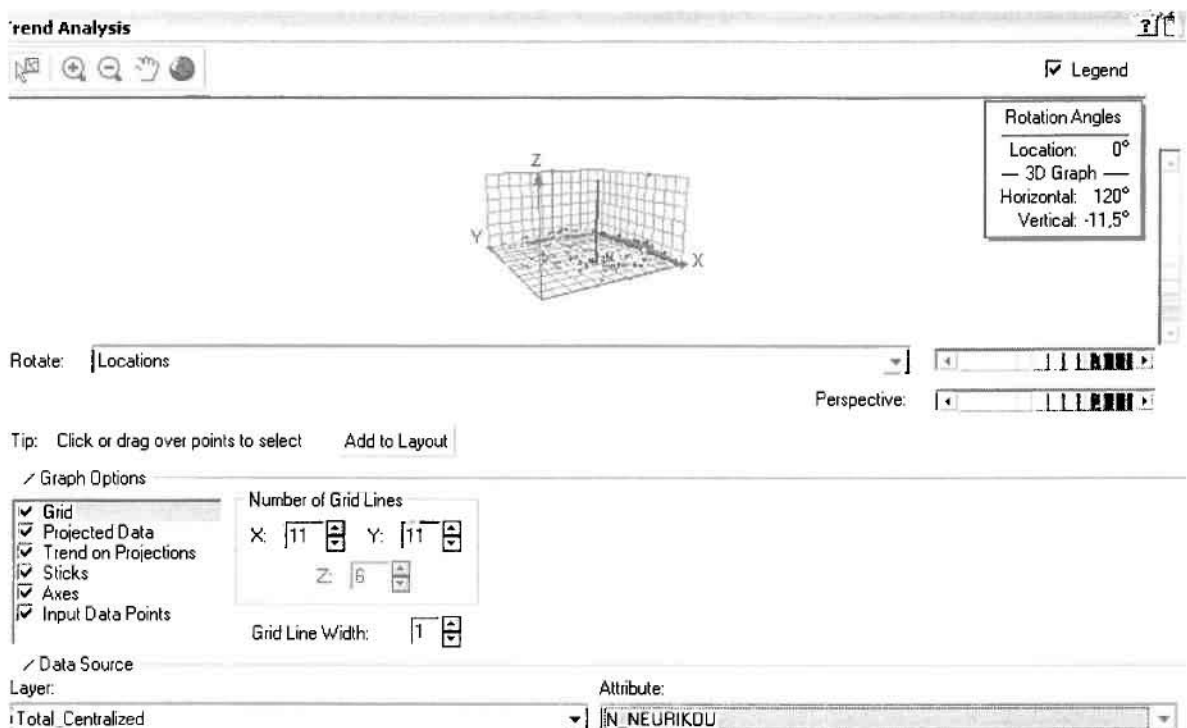 rend Analysis
Legend
Rotation Angles
Location: 0°
3D Graph
Horizontal: 120°
Vertical: -11,5°
Z
Y
X
Rotate: Locations
Perspective:
Tip: Click or drag over points to select Add to Layout
Graph Options
Grid
Projected Data
Trend on Projections
Sticks
Axes
Input Data Points
Number of Grid Lines
X: 11 Y: 11
Z: 6
Grid Line Width: 1
Data Source
Layer: Attribute:
Total_Centralized N_NEURIKOU